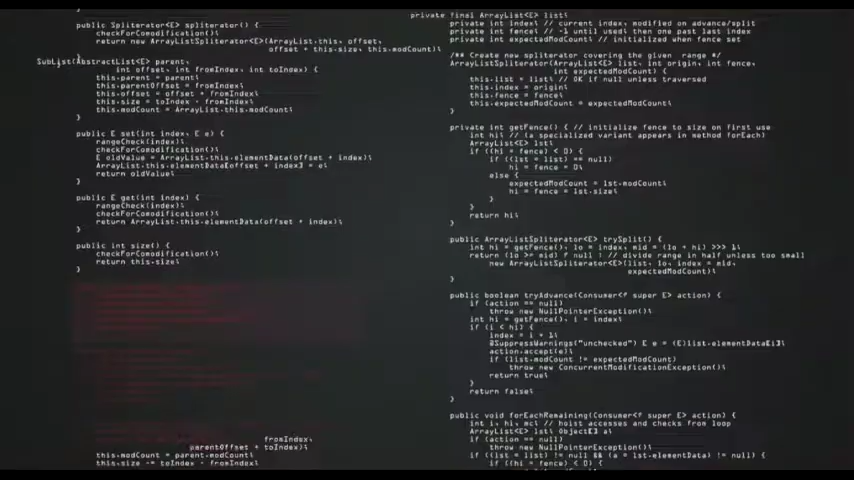 public Spliterator<E> spliterator() {
checkForComodification();
return new ArrayListSpliterator<E>(ArrayList.this, offset,
offset + this.size, this.modCount);
SubList(AbstractList<E> parent,
int offset, int fromIndex, int toIndex) {
this.parent = parent;
this.parentOffset = fromIndex;
this.offset = offset + fromIndex;
this.size = toIndex - fromIndex;
this.modCount = ArrayList.this.modCount;
}
public E set(int index, E e) {
rangeCheck(index);
checkForComodification();
E oldValue = ArrayList.this.elementData(offset + index);
ArrayList.this.elementData[offset + index] = e;
return oldValue;
}
public E get(int index) {
rangeCheck(index);
checkForComodification();
return ArrayList.this.elementData(offset + index);
}
public int size() {
checkForComodification();
return this.size;
}
fromIndex,
parentOffset + toIndex);
this.modCount = parent.modCount;
this.size -= toIndex - fromIndex;
private final ArrayList<E> list;
private int index; // current index, modified on advance/split
private int fence; // -1 until used; then one past last index
private int expectedModCount; // initialized when fence set
/** Create new spliterator covering the given range */
ArrayListSpliterator(ArrayList<E> list, int origin, int fence,
int expectedModCount) {
this.list = list; // OK if null unless traversed
this.index = origin;
this.fence = fence;
this.expectedModCount = expectedModCount;
}
private int getFence() { // initialize fence to size on first use
int hi; // (a specialized variant appears in method forEach)
ArrayList<E> lst;
if ((hi = fence) < 0) {
if ((lst = list) == null)
hi = fence = 0;
else {
expectedModCount = lst.modCount;
hi = fence = lst.size;
}
}
return hi;
}
public ArrayListSpliterator<E> trySplit() {
int hi = getFence(), lo = index, mid = (lo + hi) >>> 1;
return (lo >= mid) ? null : // divide range in half unless too small
new ArrayListSpliterator<E>(list, lo, index = mid,
expectedModCount);
}
public boolean tryAdvance(Consumer<? super E> action) {
if (action == null)
throw new NullPointerException();
int hi = getFence(), i = index;
if (i < hi) {
index = i + 1;
@SuppressWarnings("unchecked") E e = (E)list.elementData[i];
action.accept(e);
if (list.modCount != expectedModCount)
throw new ConcurrentModificationException();
return true;
}
return false;
}
public void forEachRemaining(Consumer<? super E> action) {
int i, hi, mc; // hoist accesses and checks from loop
ArrayList<E> lst; Object[] a;
if (action == null)
throw new NullPointerException();
if ((lst = list) != null && (a = lst.elementData) != null) {
if ((hi = fence) < 0) {